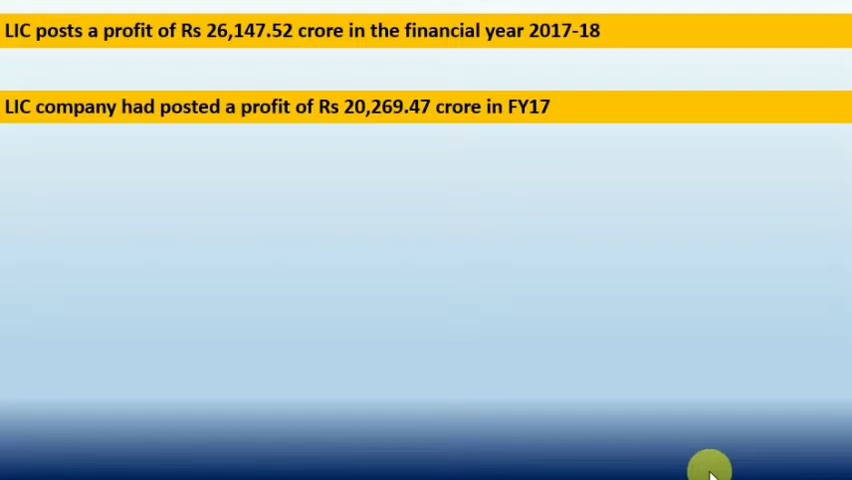 LIC posts a profit of Rs 26,147.52 crore in the financial year 2017-18
LIC company had posted a profit of Rs 20,269.47 crore in FY17